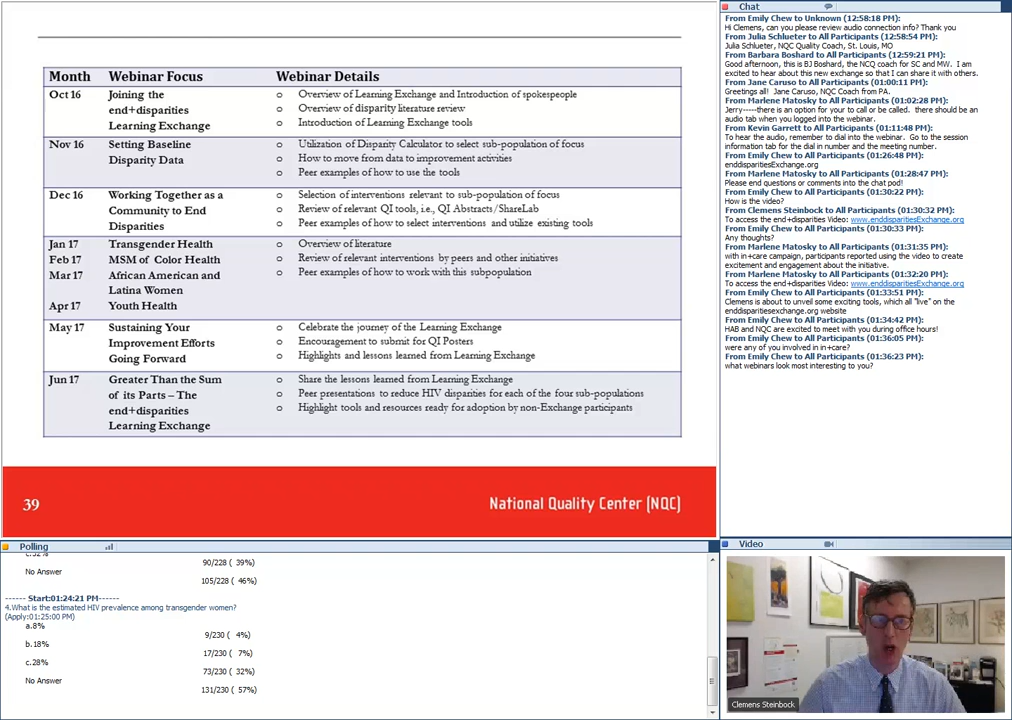 Month Webinar Focus Webinar Details
Oct 16 Joining the
end+disparities
Learning Exchange
o Overview of Learning Exchange and Introduction of spokespeople
o Overview of disparity literature review
o Introduction of Learning Exchange tools
Nov 16 Setting Baseline
Disparity Data
o Utilization of Disparity Calculator to select sub-population of focus
o How to move from data to improvement activities
o Peer examples of how to use the tools
Dec 16 Working Together as a
Community to End
Disparities
o Selection of interventions relevant to sub-population of focus
o Review of relevant QI tools, i.e., QI Abstracts/ShareLab
o Peer examples of how to select interventions and utilize existing tools
Jan 17 Transgender Health
Feb 17 MSM of Color Health
Mar 17 African American and
Latina Women
Apr 17 Youth Health
o Overview of literature
o Review of relevant interventions by peers and other initiatives
o Peer examples of how to work with this subpopulation
May 17 Sustaining Your
Improvement Efforts
Going Forward
o Celebrate the journey of the Learning Exchange
o Encouragement to submit for QI Posters
o Highlights and lessons learned from Learning Exchange
Jun 17 Greater Than the Sum
of its Parts – The
end+disparities
Learning Exchange
o Share the lessons learned from Learning Exchange
o Peer presentations to reduce HIV disparities for each of the four sub-populations
o Highlight tools and resources ready for adoption by non-Exchange participants
39
National Quality Center (NQC)
Chat
From Emily Chew to Unknown (12:58:18 PM):
Hi Clemens, can you please review audio connection info? Thank you
From Julia Schlueter to All Participants (12:58:54 PM):
Julia Schlueter, NQC Quality Coach, St. Louis, MO
From Barbara Boshard to All Participants (12:59:21 PM):
Good afternoon, this is BJ Boshard, the NCQ coach for SC and MW. I am
excited to hear about this new exchange so that I can share it with others.
From Jane Caruso to All Participants (01:00:11 PM):
Greetings all! Jane Caruso, NQC Coach from PA.
From Marlene Matosky to All Participants (01:02:28 PM):
Jerry-----there is an option for your to call or be called. there should be an
audio tab when you logged into the webinar.
From Kevin Garrett to All Participants (01:11:48 PM):
To hear the audio, remember to dial into the webinar. Go to the session
information tab for the dial in number and the meeting number.
From Emily Chew to All Participants (01:26:48 PM):
enddisparitiesExchange.org
From Marlene Matosky to All Participants (01:28:47 PM):
Please end questions or comments into the chat pod!
From Emily Chew to All Participants (01:30:22 PM):
How is the video?
From Clemens Steinbock to All Participants (01:30:32 PM):
To access the end+disparities Video: www.enddisparitiesExchange.org
From Emily Chew to All Participants (01:30:33 PM):
Any thoughts?
From Marlene Matosky to All Participants (01:31:35 PM):
with in+care campaign, participants reported using the video to create
excitement and engagement about the initiative.
From Marlene Matosky to All Participants (01:32:20 PM):
To access the end+disparities Video: www.enddisparitiesExchange.org
From Emily Chew to All Participants (01:33:51 PM):
Clemens is about to unveil some exciting tools, which all "live" on the
enddisparitiesexchange.org website
From Emily Chew to All Participants (01:34:42 PM):
HAB and NQC are excited to meet with you during office hours!
From Emily Chew to All Participants (01:36:05 PM):
were any of you involved in in+care?
From Emily Chew to All Participants (01:36:23 PM):
what webinars look most interesting to you?
Polling
90/228 ( 39%)
No Answer
105/228 ( 46%)
------ Start:01:24:21 PM------
4.What is the estimated HIV prevalence among transgender women?
(Apply:01:25:00 PM)
a.8%
9/230 ( 4%)
b.18%
17/230 ( 7%)
c.28%
73/230 ( 32%)
No Answer
131/230 ( 57%)
Video
Clemens Steinbock